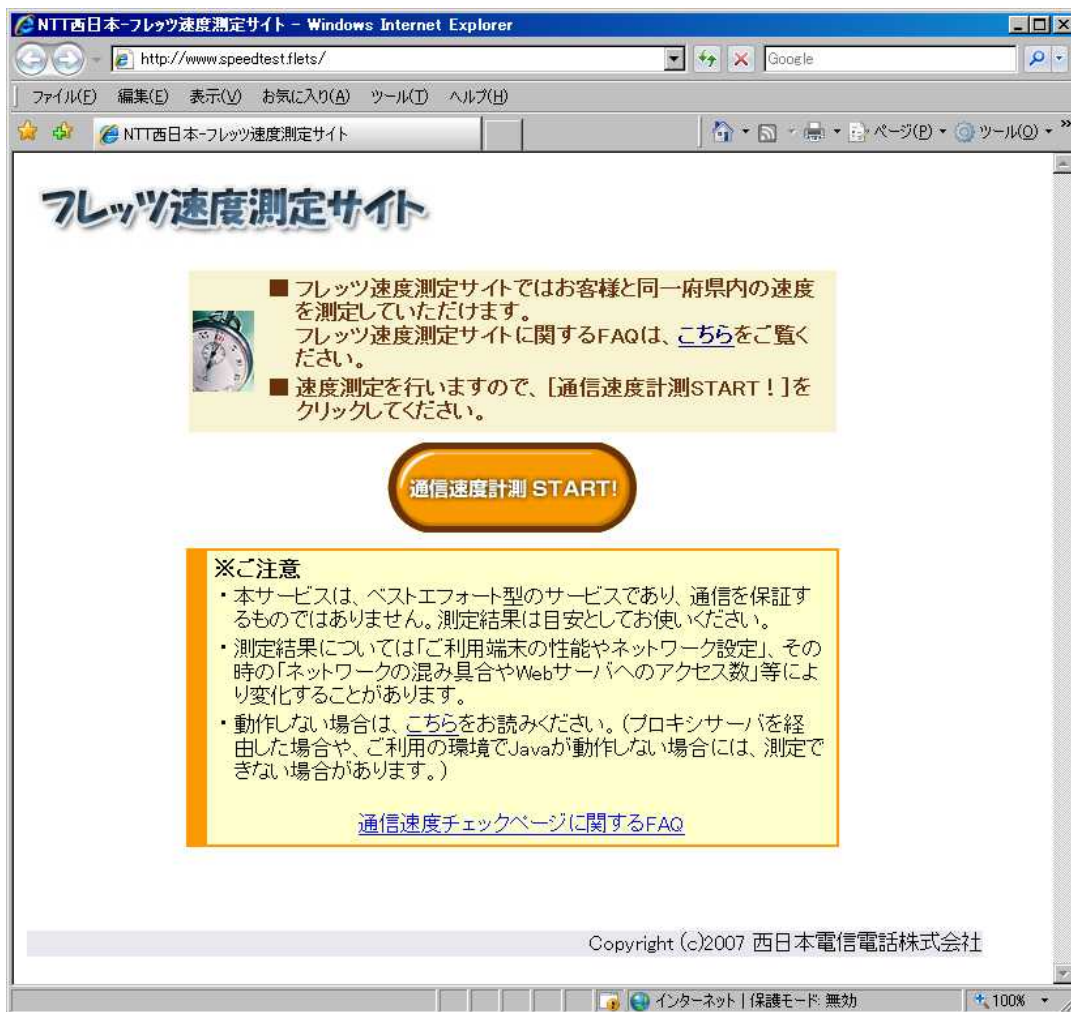 NTT西日本-フレッツ速度測定サイト - Windows Internet Explorer
http://www.speedtest.flets/
Google
ファイル(F) 編集(E) 表示(V) お気に入り(A) ツール(T) ヘルプ(H)
NTT西日本-フレッツ速度測定サイト
ページ(P) ツール(O)
フレッツ速度測定サイト
■ フレッツ速度測定サイトではお客様と同一府県内の速度
を測定していただけます。
フレッツ速度測定サイトに関するFAQは、こちらをご覧く
ださい。
■ 速度測定を行いますので、[通信速度計測START!]を
クリックしてください。
通信速度計測 START!
※ご注意
・本サービスは、ベストエフォート型のサービスであり、通信を保証す
るものではありません。測定結果は目安としてお使いください。
・測定結果については「ご利用端末の性能やネットワーク設定」、その
時の「ネットワークの混み具合やWebサーバへのアクセス数」等によ
り変化することがあります。
・動作しない場合は、こちらをお読みください。(プロキシサーバを経
由した場合や、ご利用の環境でJavaが動作しない場合には、測定で
きない場合があります。)
通信速度チェックページに関するFAQ
Copyright (c)2007 西日本電信電話株式会社
インターネット | 保護モード: 無効
100%